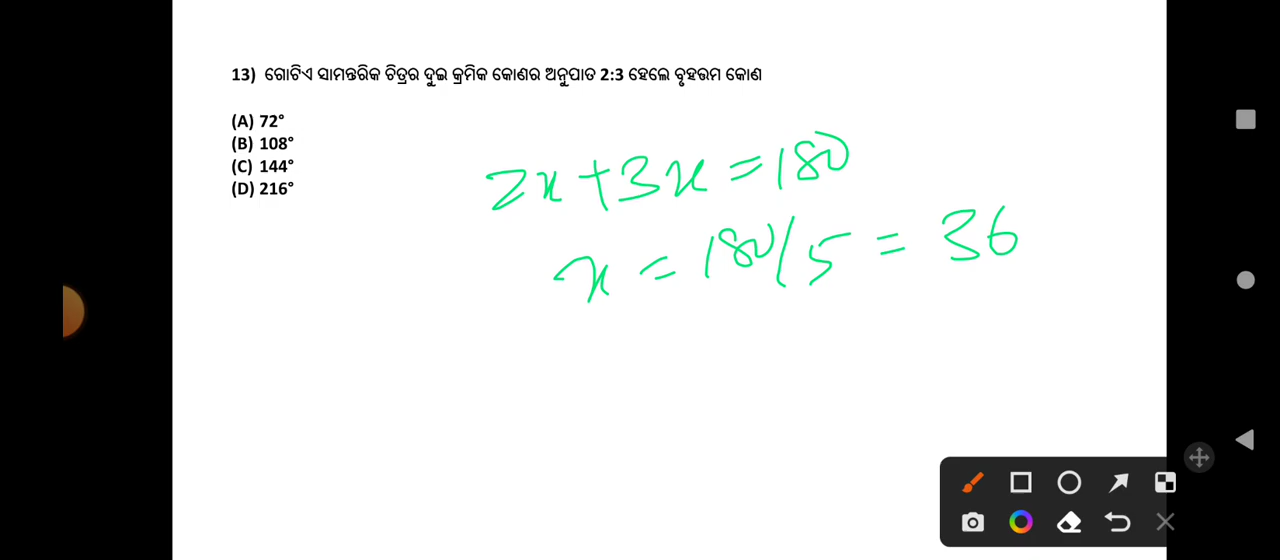 13) ଗୋଟିଏ ସାମନ୍ତରିକ ଚିତ୍ରର ଦୁଇ କ୍ରମିକ କୋଣର ଅନୁପାତ 2:3 ହେଲେ ବୃହତ୍ତମ କୋଣ
(A) 72°
(B) 108°
(C) 144°
(D) 216°
2x+3x=180
x=180/5=36